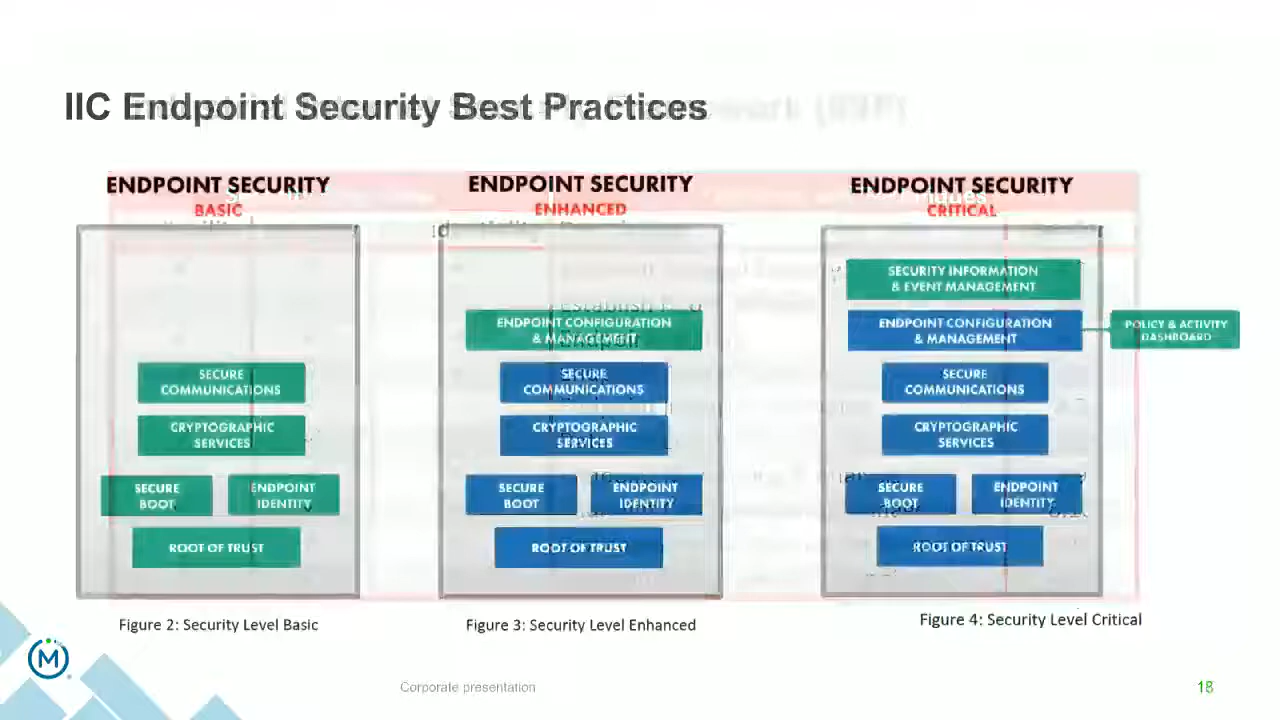 IIC Endpoint Security Best Practices
ENDPOINT SECURITY
BASIC
SECURE
COMMUNICATIONS
CRYPTOGRAPHIC
SERVICES
SECURE
BOOT
ENDPOINT
IDENTITY
ROOT OF TRUST
Figure 2: Security Level Basic
ENDPOINT SECURITY
ENHANCED
ENDPOINT CONFIGURATION
& MANAGEMENT
SECURE
COMMUNICATIONS
CRYPTOGRAPHIC
SERVICES
SECURE
BOOT
ENDPOINT
IDENTITY
ROOT OF TRUST
Figure 3: Security Level Enhanced
ENDPOINT SECURITY
CRITICAL
SECURITY INFORMATION
& EVENT MANAGEMENT
ENDPOINT CONFIGURATION
& MANAGEMENT
POLICY & ACTIVITY
DASHBOARD
SECURE
COMMUNICATIONS
CRYPTOGRAPHIC
SERVICES
SECURE
BOOT
ENDPOINT
IDENTITY
ROOT OF TRUST
Figure 4: Security Level Critical
M
Corporate presentation
18